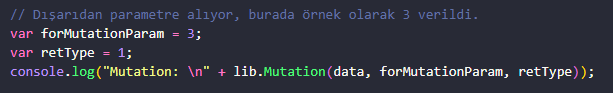 // Dışarıdan parametre alıyor, burada örnek olarak 3 verildi.
var forMutationParam = 3;
var retType = 1;
console.log("Mutation: \n" + lib.Mutation(data, forMutationParam, retType));